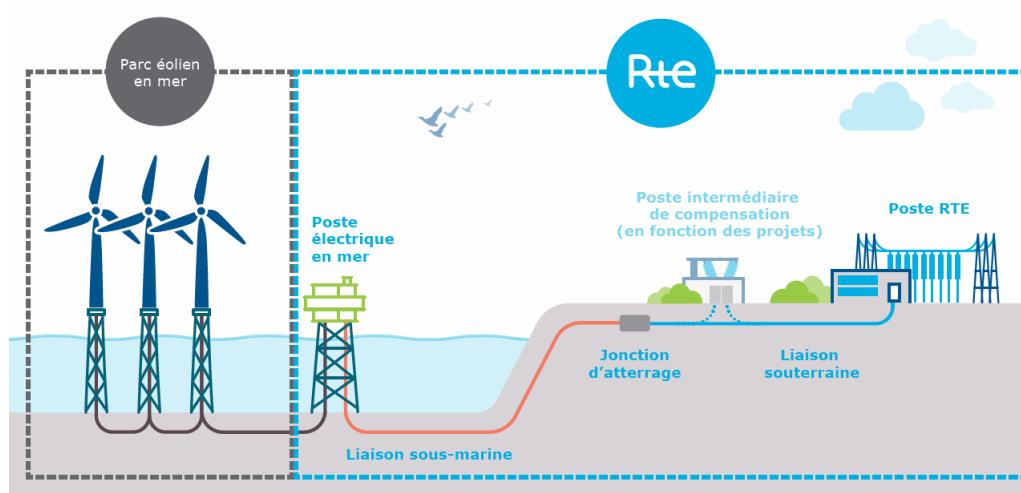 Parc éolien
en mer
Rte
Poste
électrique
en mer
Poste intermédiaire
de compensation
(en fonction des projets)
Poste RTE
Jonction
d’atterrage
Liaison
souterraine
Liaison sous-marine